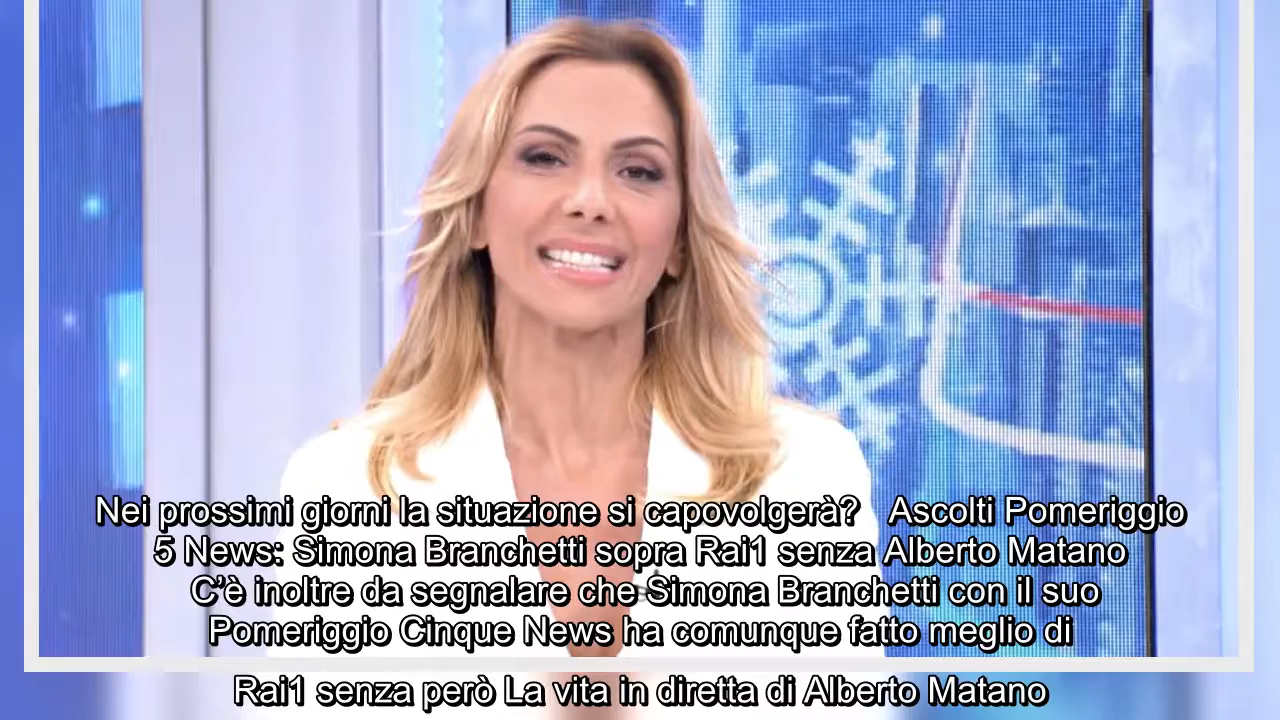 Nei prossimi giorni la situazione si capovolgerà?   Ascolti Pomeriggio
5 News: Simona Branchetti sopra Rai1 senza Alberto Matano
C’è inoltre da segnalare che Simona Branchetti con il suo
Pomeriggio Cinque News ha comunque fatto meglio di
Rai1 senza però La vita in diretta di Alberto Matano